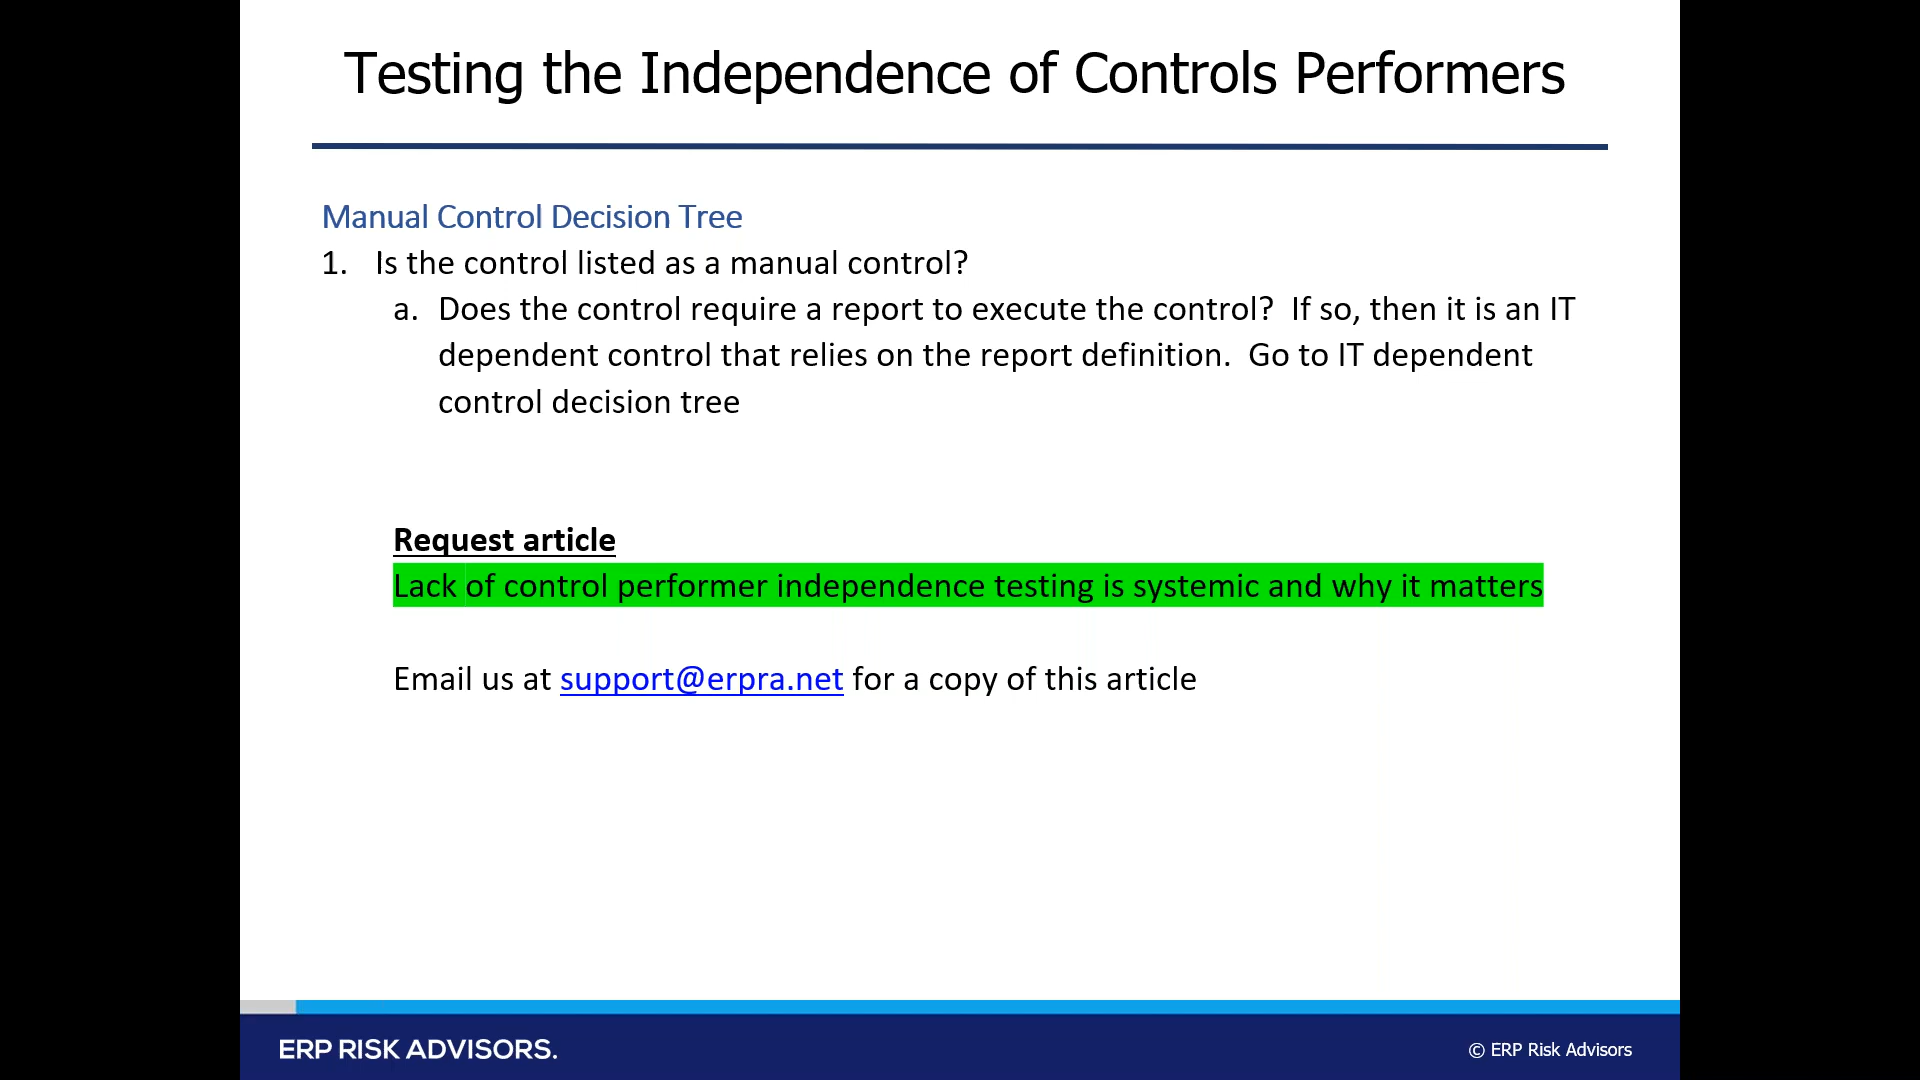 Testing the Independence of Controls Performers
Manual Control Decision Tree
1. Is the control listed as a manual control?
a. Does the control require a report to execute the control? If so, then it is an IT
dependent control that relies on the report definition. Go to IT dependent
control decision tree
Request article
Lack of control performer independence testing is systemic and why it matters
Email us at support@erpra.net for a copy of this article
ERP RISK ADVISORS.
© ERP Risk Advisors